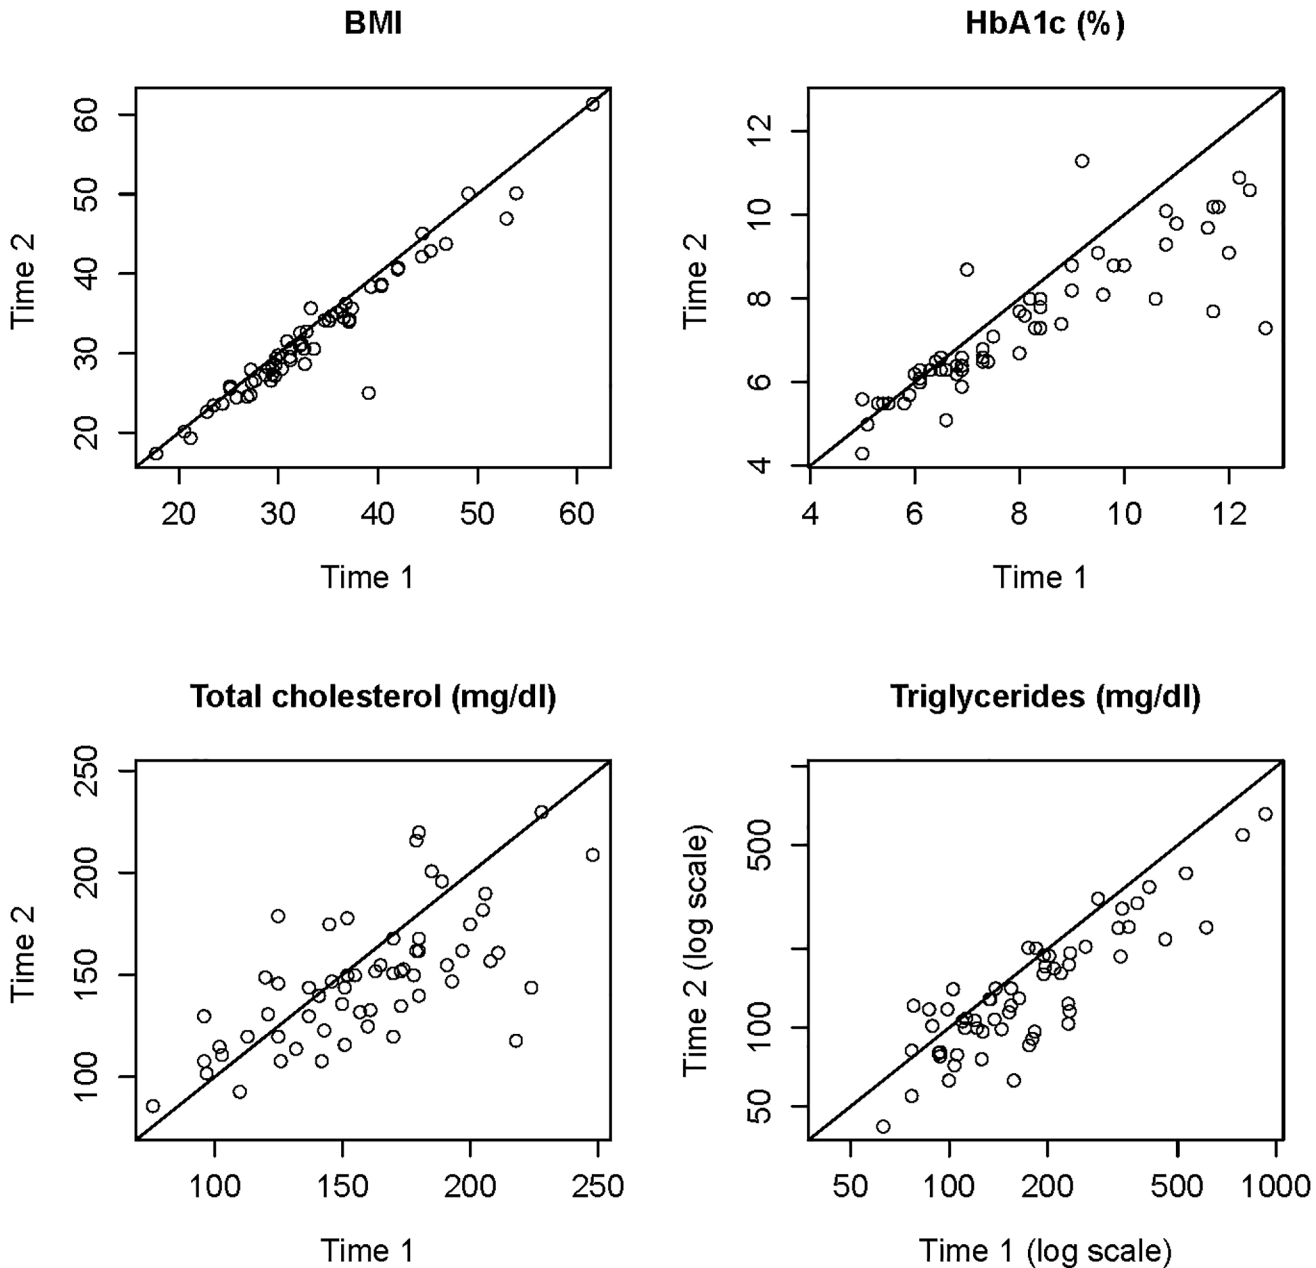 BMI
60
50
40
30
20
Time 2
20 30 40 50 60
Time 1
HbA1c (%)
12
10
8
6
4
Time 2
4 6 8 10 12
Time 1
Total cholesterol (mg/dl)
250
200
150
100
Time 2
100 150 200 250
Time 1
Triglycerides (mg/dl)
500
100
50
Time 2 (log scale)
50 100 200 500 1000
Time 1 (log scale)